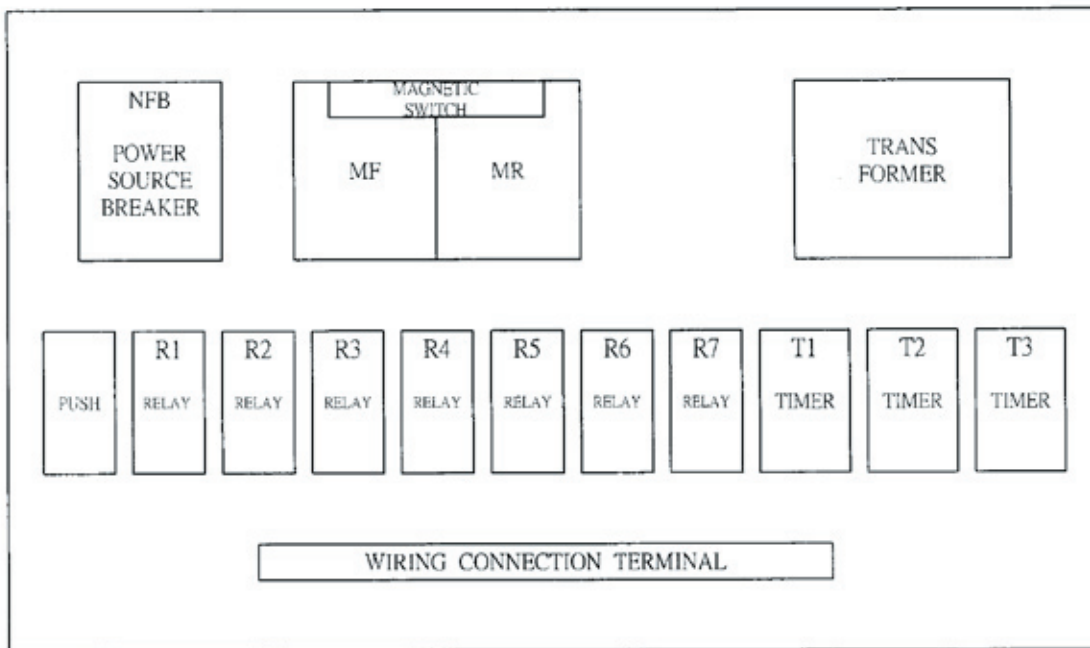 NFB
POWER
SOURCE
BREAKER
MAGNETIC
SWITCH
MF
MR
TRANS
FORMER
PUSH
R1
RELAY
R2
RELAY
R3
RELAY
R4
RELAY
R5
RELAY
R6
RELAY
R7
RELAY
T1
TIMER
T2
TIMER
T3
TIMER
WIRING CONNECTION TERMINAL